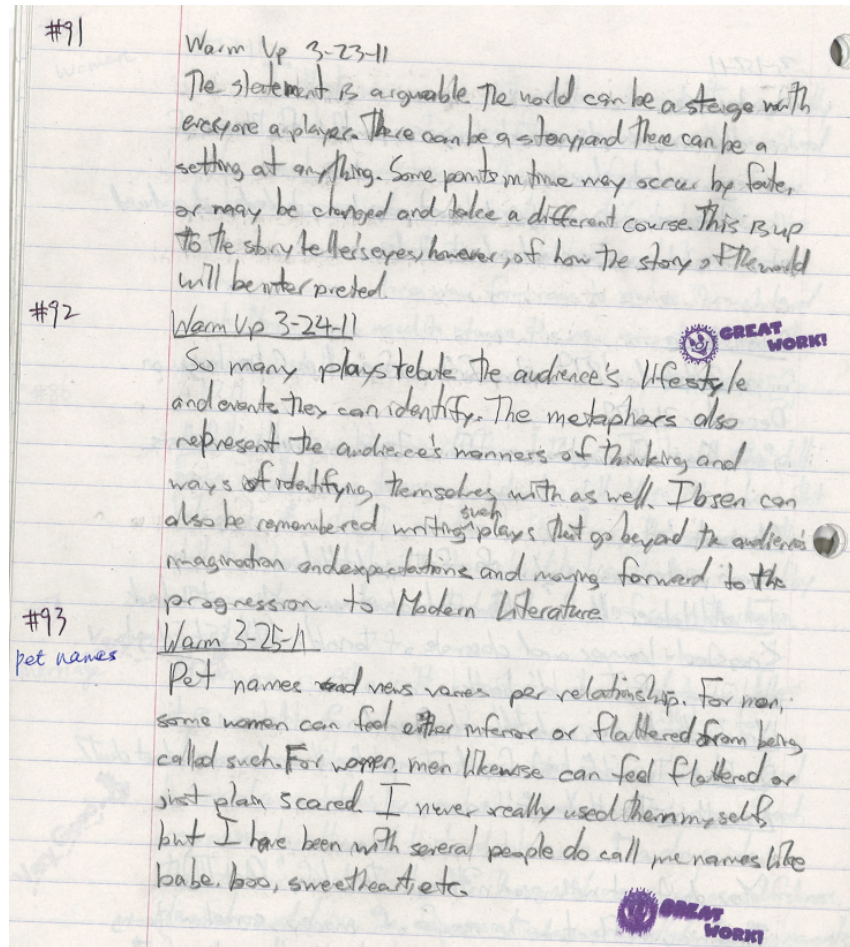 #91
Warm Up 3-23-11
The statement is arguable. The world can be a stage with
everyone a player. There can be a story, and there can be a
setting at anything. Some points in time may occur by fate,
or may be changed and take a different course. This is up
to the story teller's eyes, however, of how the story of the world
will be interpreted.
#92
Warm Up 3-24-11
GREAT WORK!
So many plays the audience's lifestyle
and events they can identify. The metaphors also
represent the audience's manners of thinking and
ways of identifying themselves with as well. Ibsen can
also be remembered writing such plays that go beyond the audience's
imagination and expectations and moving forward to the
progression to Modern Literature.
#93
Warm 3-25-11
pet names
Pet names and news varies per relationship. For men,
some women can feel either inferior or flattered from being
called such. For women, men likewise can feel flattered or
just plain scared. I never really used them myself,
but I have been with several people do call me names like
babe, boo, sweetheart, etc.
GREAT WORK!